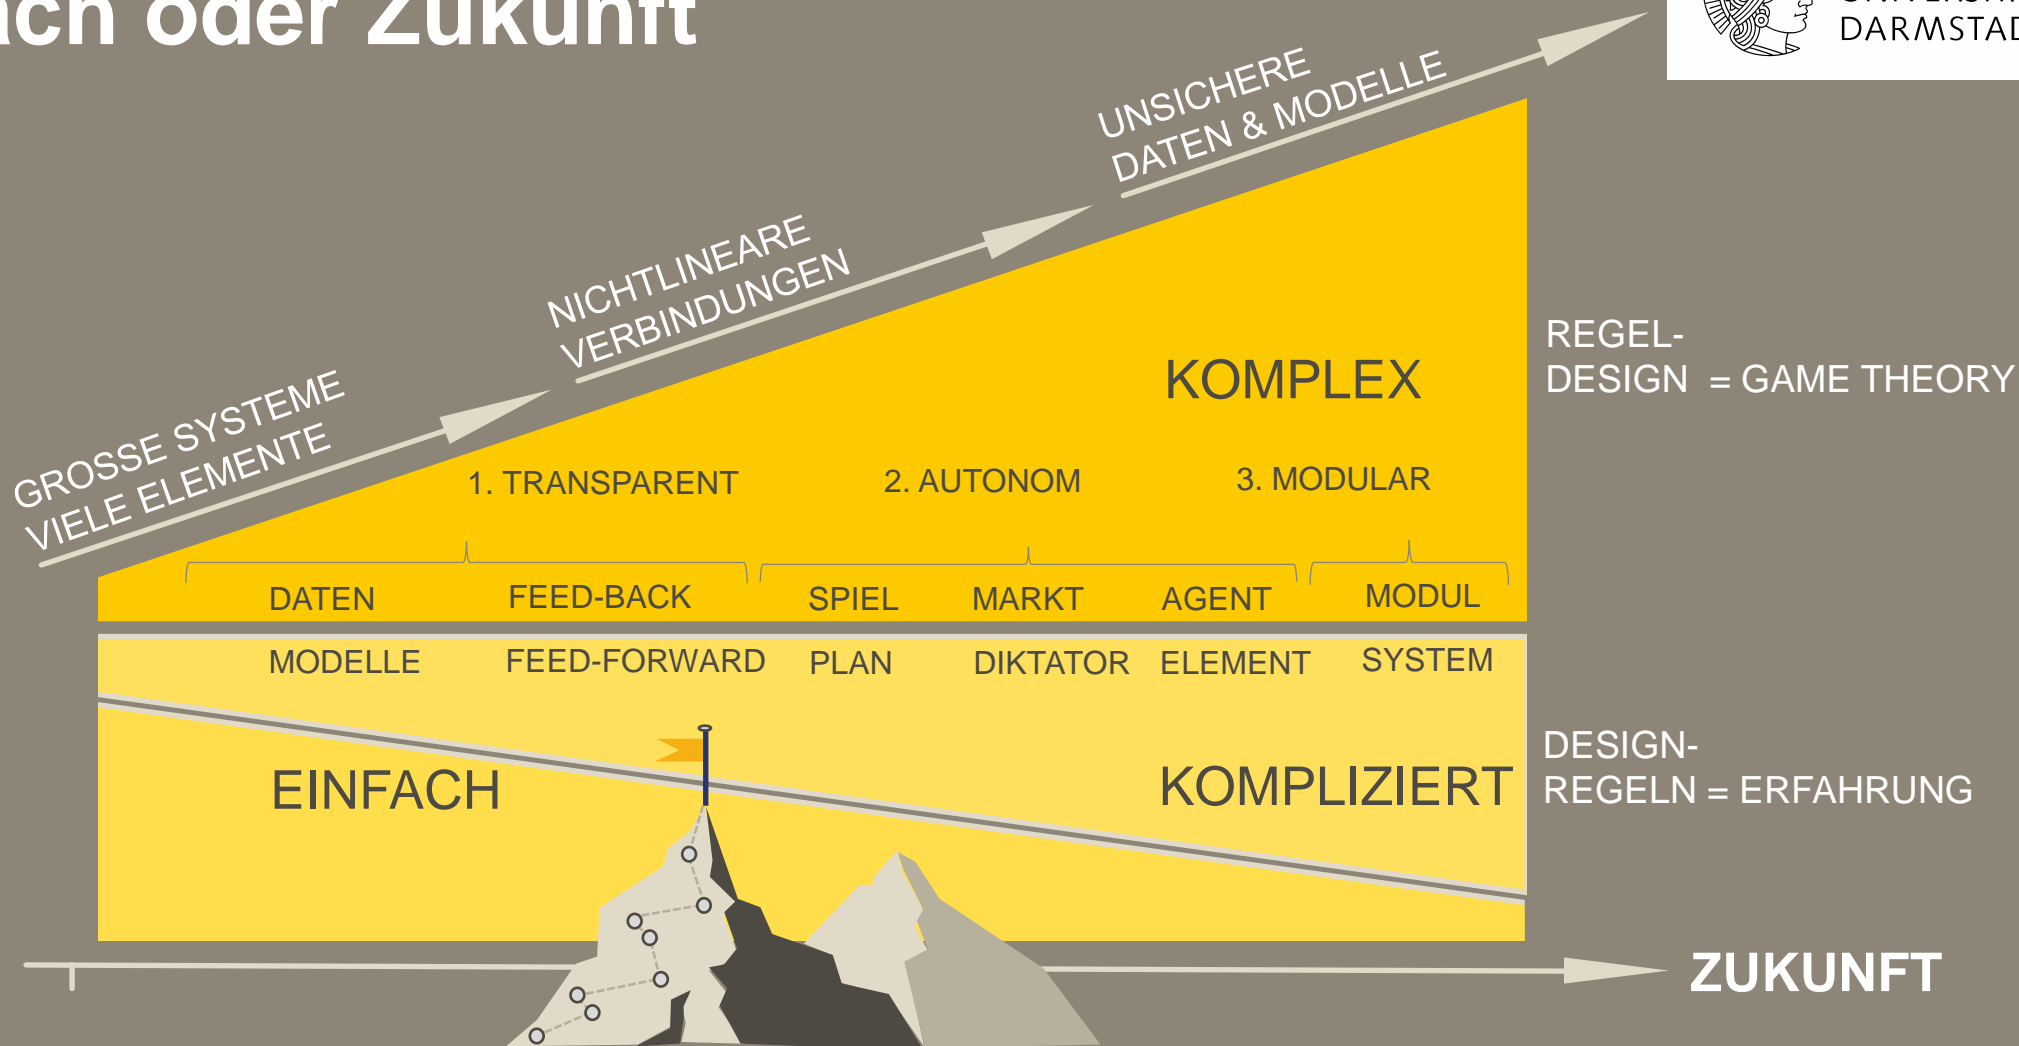 ach oder Zukunft
DARMSTAD
UNSICHERE
DATEN & MODELLE
NICHTLINEARE
VERBINDUNGEN
GROSSE SYSTEME
VIELE ELEMENTE
KOMPLEX
REGEL-
DESIGN = GAME THEORY
1. TRANSPARENT 2. AUTONOM 3. MODULAR
DATEN FEED-BACK SPIEL MARKT AGENT MODUL
MODELLE FEED-FORWARD PLAN DIKTATOR ELEMENT SYSTEM
EINFACH KOMPLIZIERT
DESIGN-
REGELN = ERFAHRUNG
ZUKUNFT